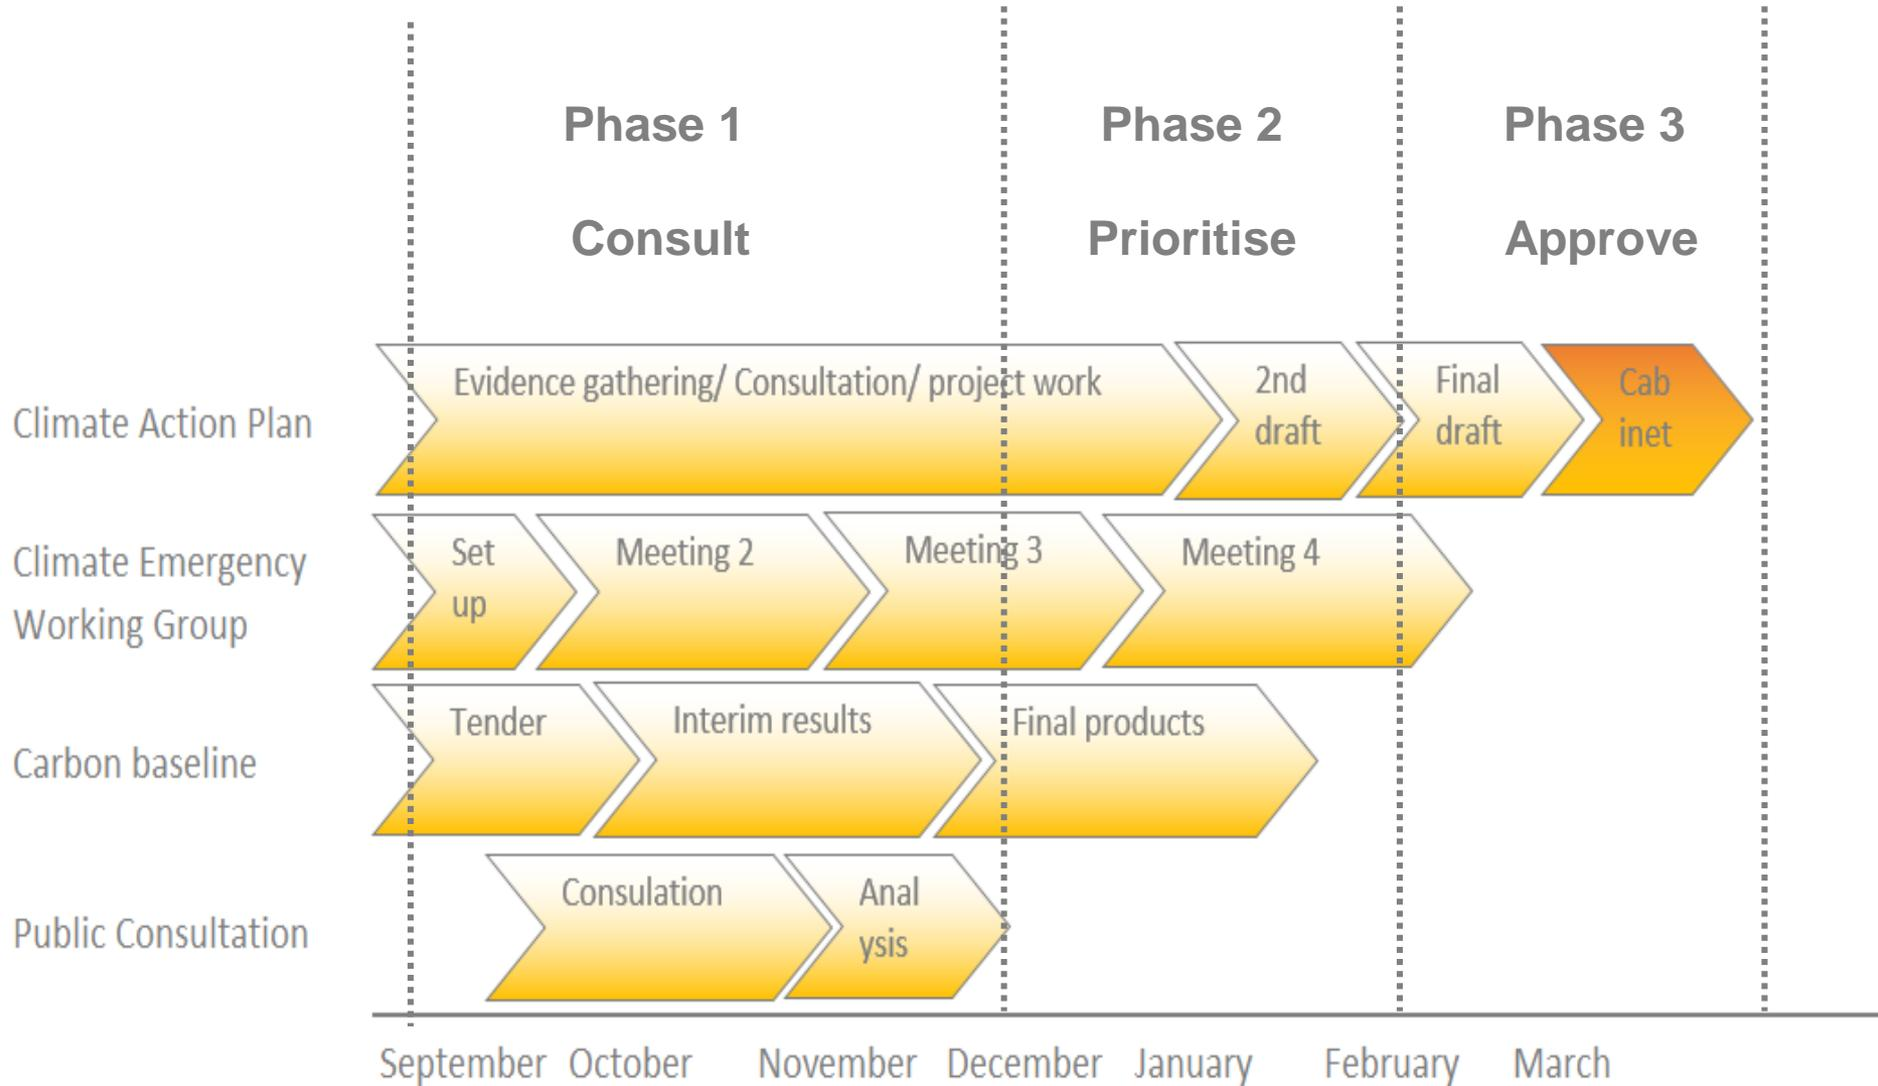 Phase 1
Phase 2
Phase 3
Consult
Prioritise
Approve
Climate Action Plan
Evidence gathering/ Consultation/ project work
2nd
draft
Final
draft
Cab
inet
Climate Emergency
Working Group
Set
up
Meeting 2
Meeting 3
Meeting 4
Carbon baseline
Tender
Interim results
Final products
Public Consultation
Consulation
Anal
ysis
September October November December January February March